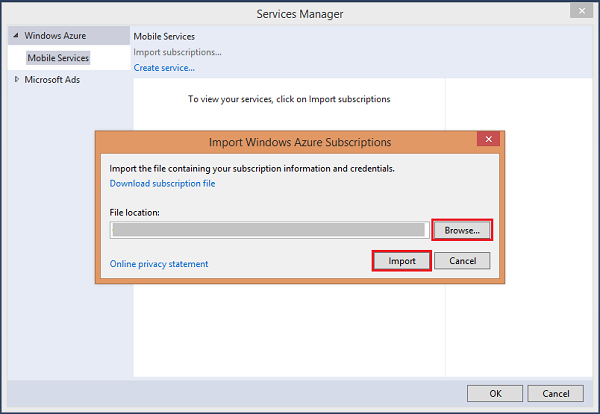 Services Manager
Windows Azure
Mobile Services
Microsoft Ads
Mobile Services
Import subscriptions...
Create service...
To view your services, click on Import subscriptions
Import Windows Azure Subscriptions
Import the file containing your subscription information and credentials.
Download subscription file
File location:
Browse...
Online privacy statement
Import
Cancel
OK
Cancel